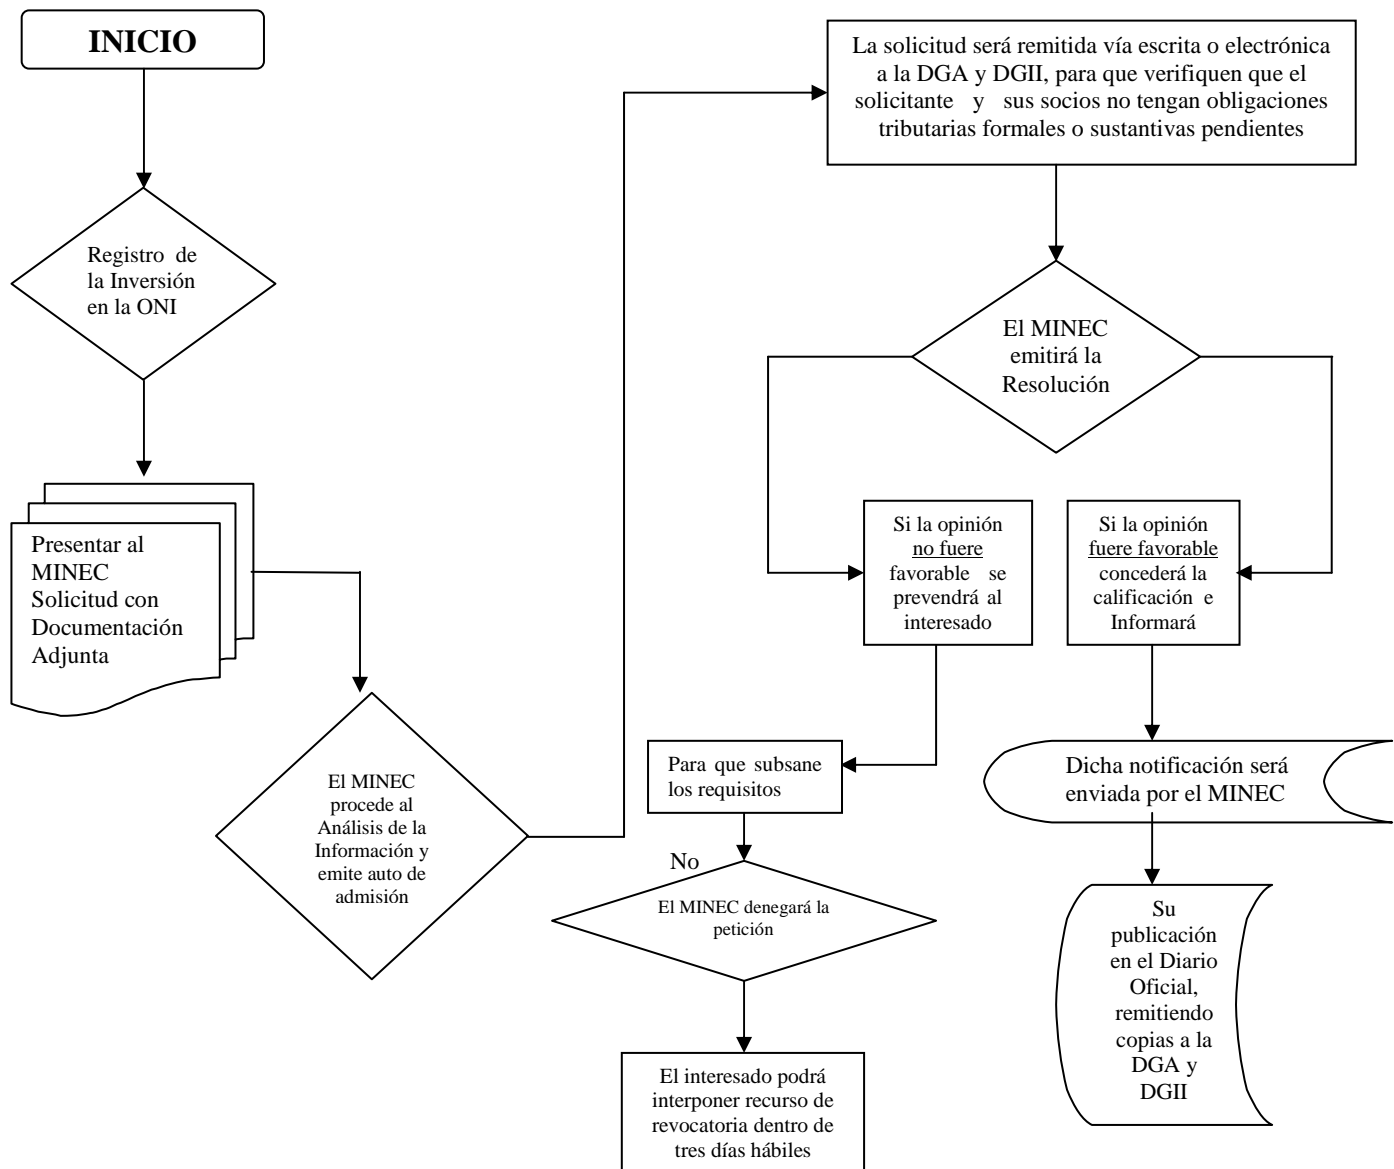 INICIO
Registro de
la Inversión
en la ONI
Presentar al
MINEC
Solicitud con
Documentación
Adjunta
El MINEC
procede al
Análisis de la
Información y
emite auto de
admisión
La solicitud será remitida vía escrita o electrónica
a la DGA y DGII, para que verifiquen que el
solicitante y sus socios no tengan obligaciones
tributarias formales o sustantivas pendientes
El MINEC
emitirá la
Resolución
Si la opinión
no fuere
favorable se
prevendrá al
interesado
Si la opinión
fuere favorable
concederá la
calificación e
Informará
Para que subsane
los requisitos
No
El MINEC denegará la
petición
El interesado podrá
interponer recurso de
revocatoria dentro de
tres días hábiles
Dicha notificación será
enviada por el MINEC
Su
publicación
en el Diario
Oficial,
remitiendo
copias a la
DGA y
DGII